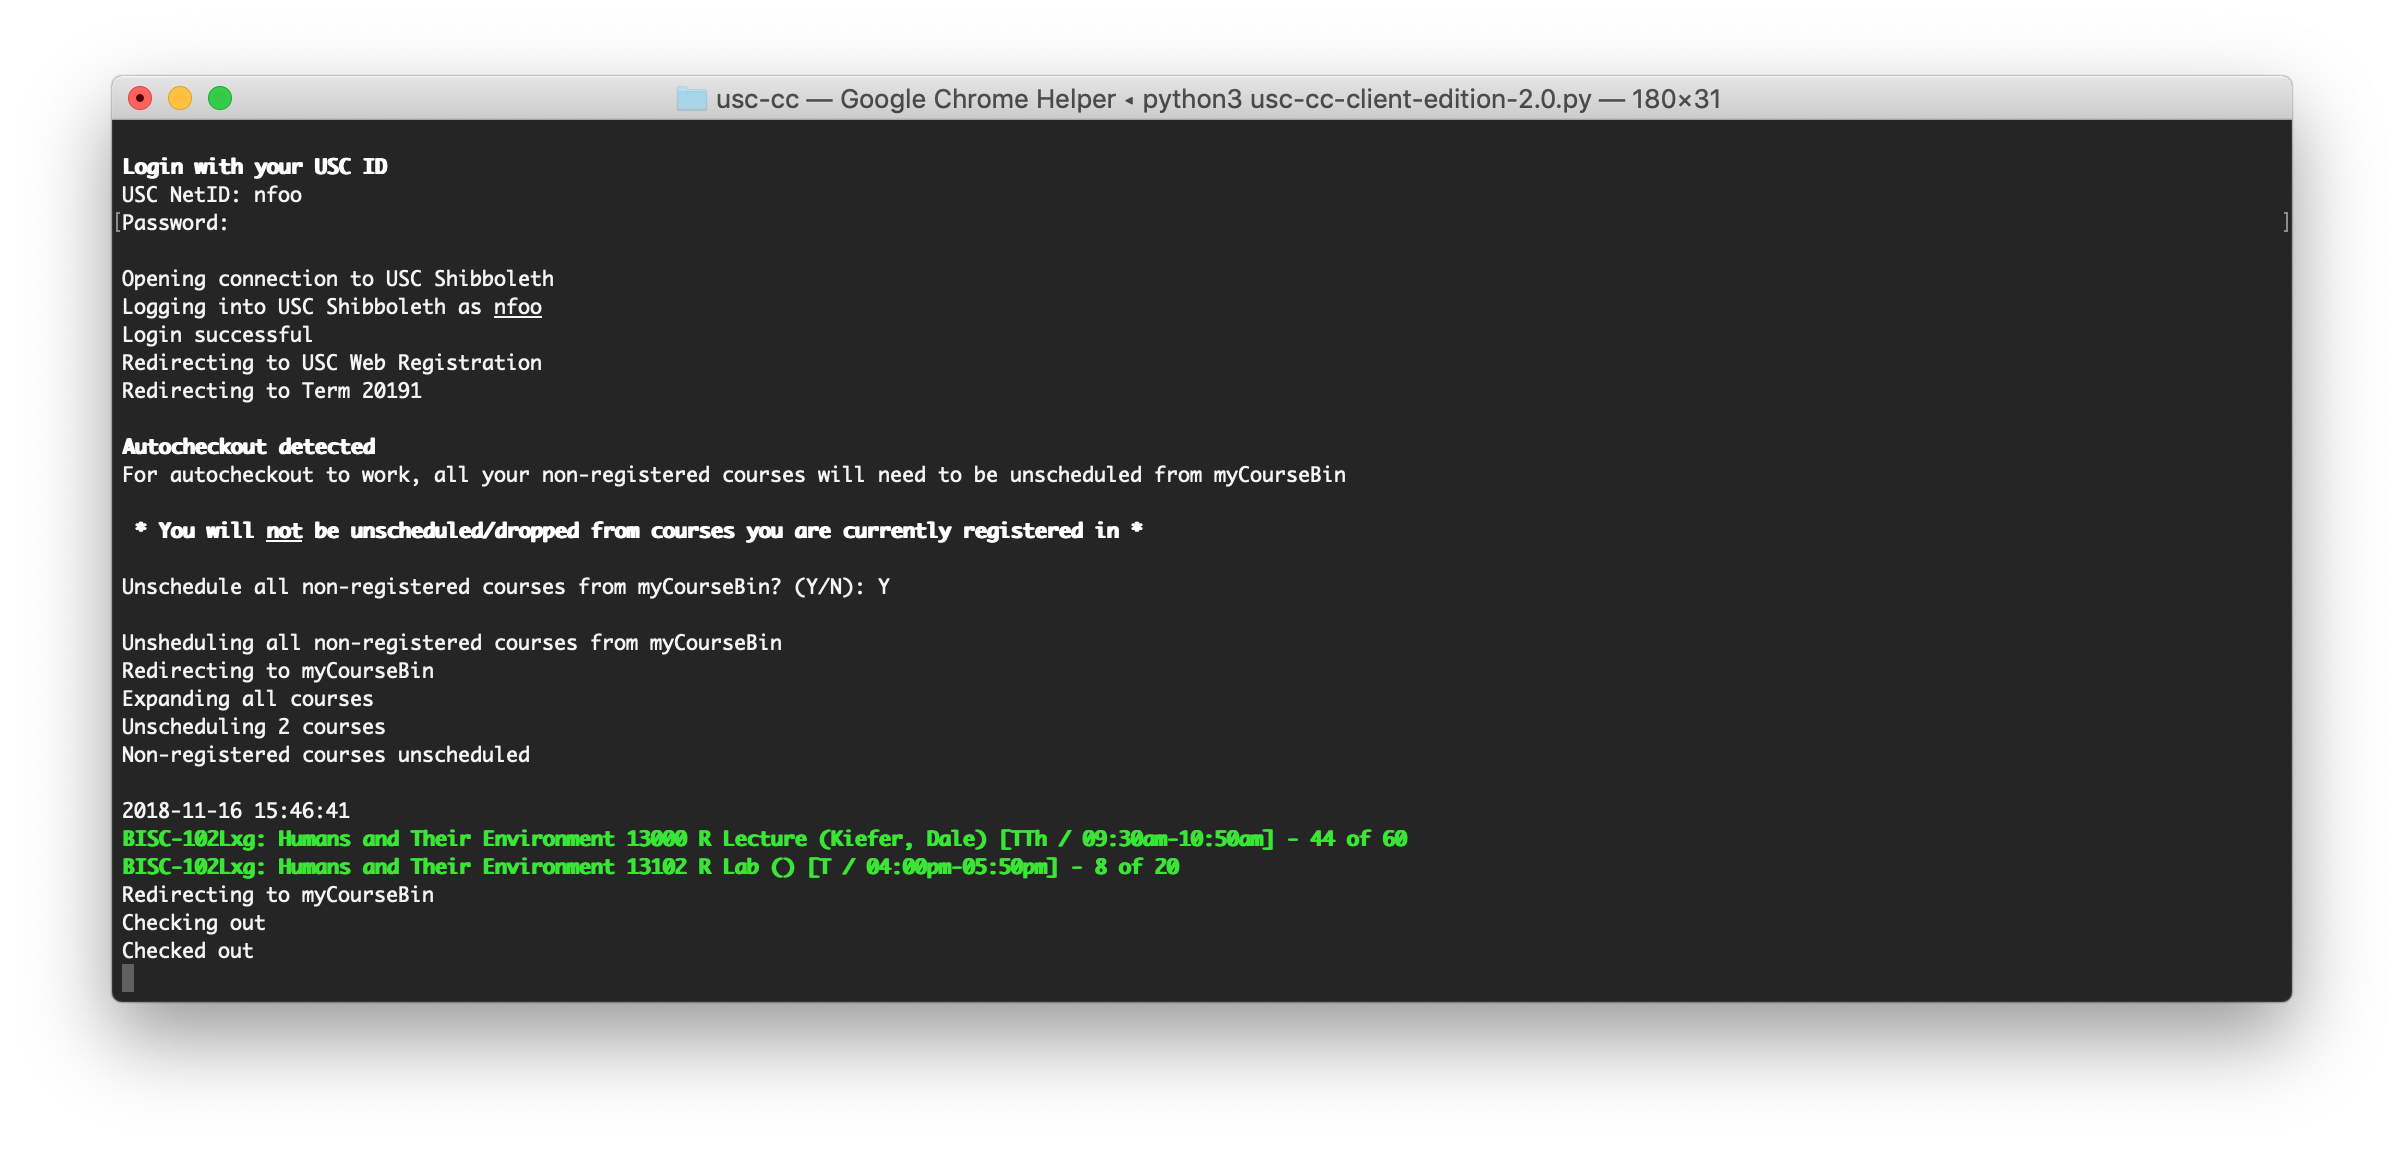 usc-cc — Google Chrome Helper ◂ python3 usc-cc-client-edition-2.0.py — 180×31
Login with your USC ID
USC NetID: nfoo
[Password: ]
Opening connection to USC Shibboleth
Logging into USC Shibboleth as nfoo
Login successful
Redirecting to USC Web Registration
Redirecting to Term 20191
Autocheckout detected
For autocheckout to work, all your non-registered courses will need to be unscheduled from myCourseBin
* You will not be unscheduled/dropped from courses you are currently registered in *
Unschedule all non-registered courses from myCourseBin? (Y/N): Y
Unsheduling all non-registered courses from myCourseBin
Redirecting to myCourseBin
Expanding all courses
Unscheduling 2 courses
Non-registered courses unscheduled
2018-11-16 15:46:41
BISC-102Lxg: Humans and Their Environment 13000 R Lecture (Kiefer, Dale) [TTh / 09:30am-10:50am] - 44 of 60
BISC-102Lxg: Humans and Their Environment 13102 R Lab () [T / 04:00pm-05:50pm] - 8 of 20
Redirecting to myCourseBin
Checking out
Checked out